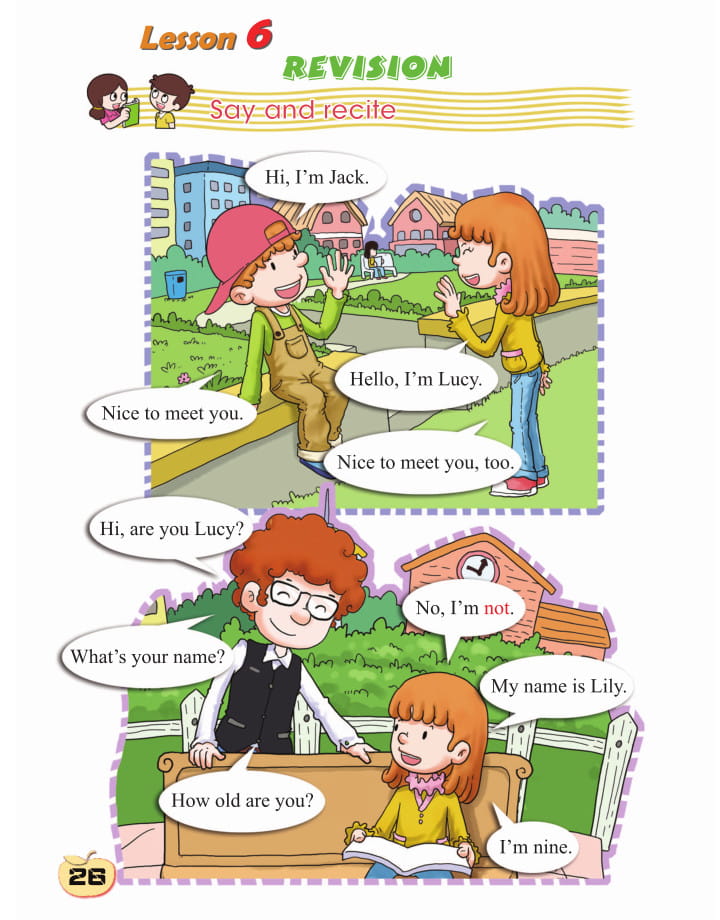 Lesson 6
REVISION
Say and recite
Hi, I'm Jack.
Hello, I'm Lucy.
Nice to meet you.
Nice to meet you, too.
Hi, are you Lucy?
No, I'm not.
What's your name?
My name is Lily.
How old are you?
I'm nine.
26